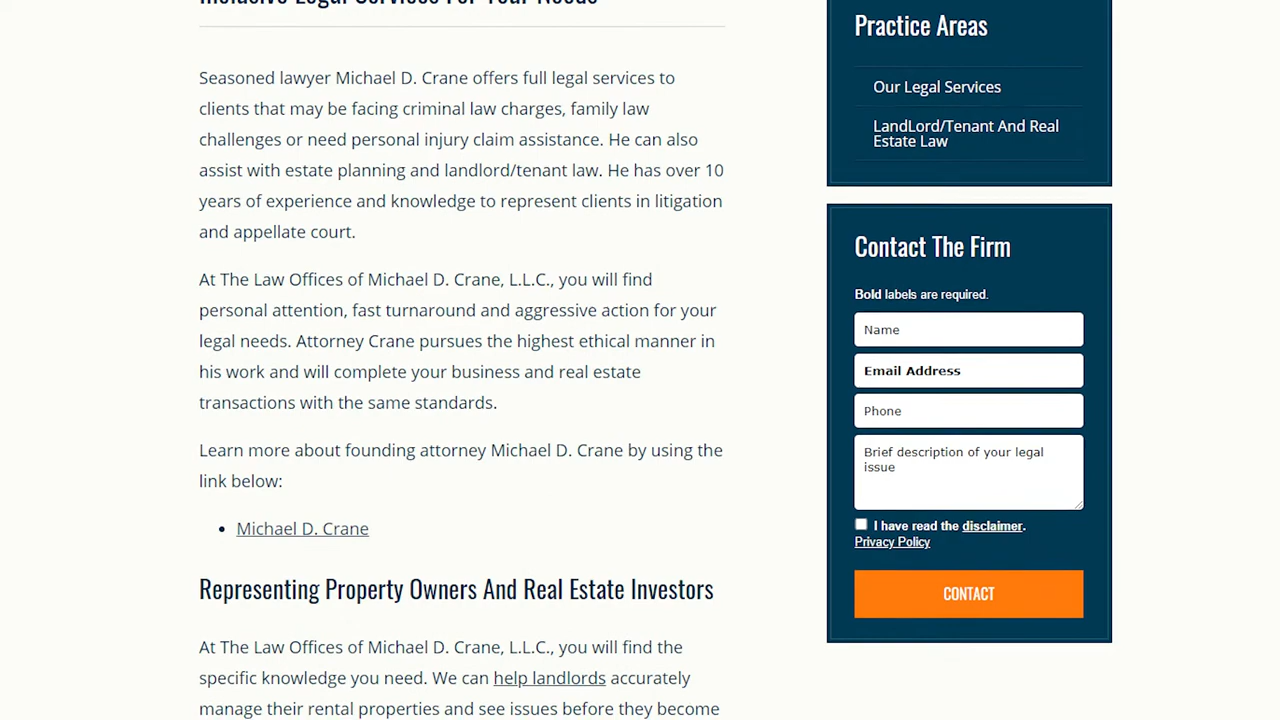 Inclusive Legal Services For Your Needs
Seasoned lawyer Michael D. Crane offers full legal services to
clients that may be facing criminal law charges, family law
challenges or need personal injury claim assistance. He can also
assist with estate planning and landlord/tenant law. He has over 10
years of experience and knowledge to represent clients in litigation
and appellate court.
At The Law Offices of Michael D. Crane, L.L.C., you will find
personal attention, fast turnaround and aggressive action for your
legal needs. Attorney Crane pursues the highest ethical manner in
his work and will complete your business and real estate
transactions with the same standards.
Learn more about founding attorney Michael D. Crane by using the
link below:
Michael D. Crane
Representing Property Owners And Real Estate Investors
At The Law Offices of Michael D. Crane, L.L.C., you will find the
specific knowledge you need. We can help landlords accurately
manage their rental properties and see issues before they become
Practice Areas
Our Legal Services
LandLord/Tenant And Real
Estate Law
Contact The Firm
Bold labels are required.
Name
Email Address
Phone
Brief description of your legal
issue
I have read the disclaimer.
Privacy Policy
CONTACT